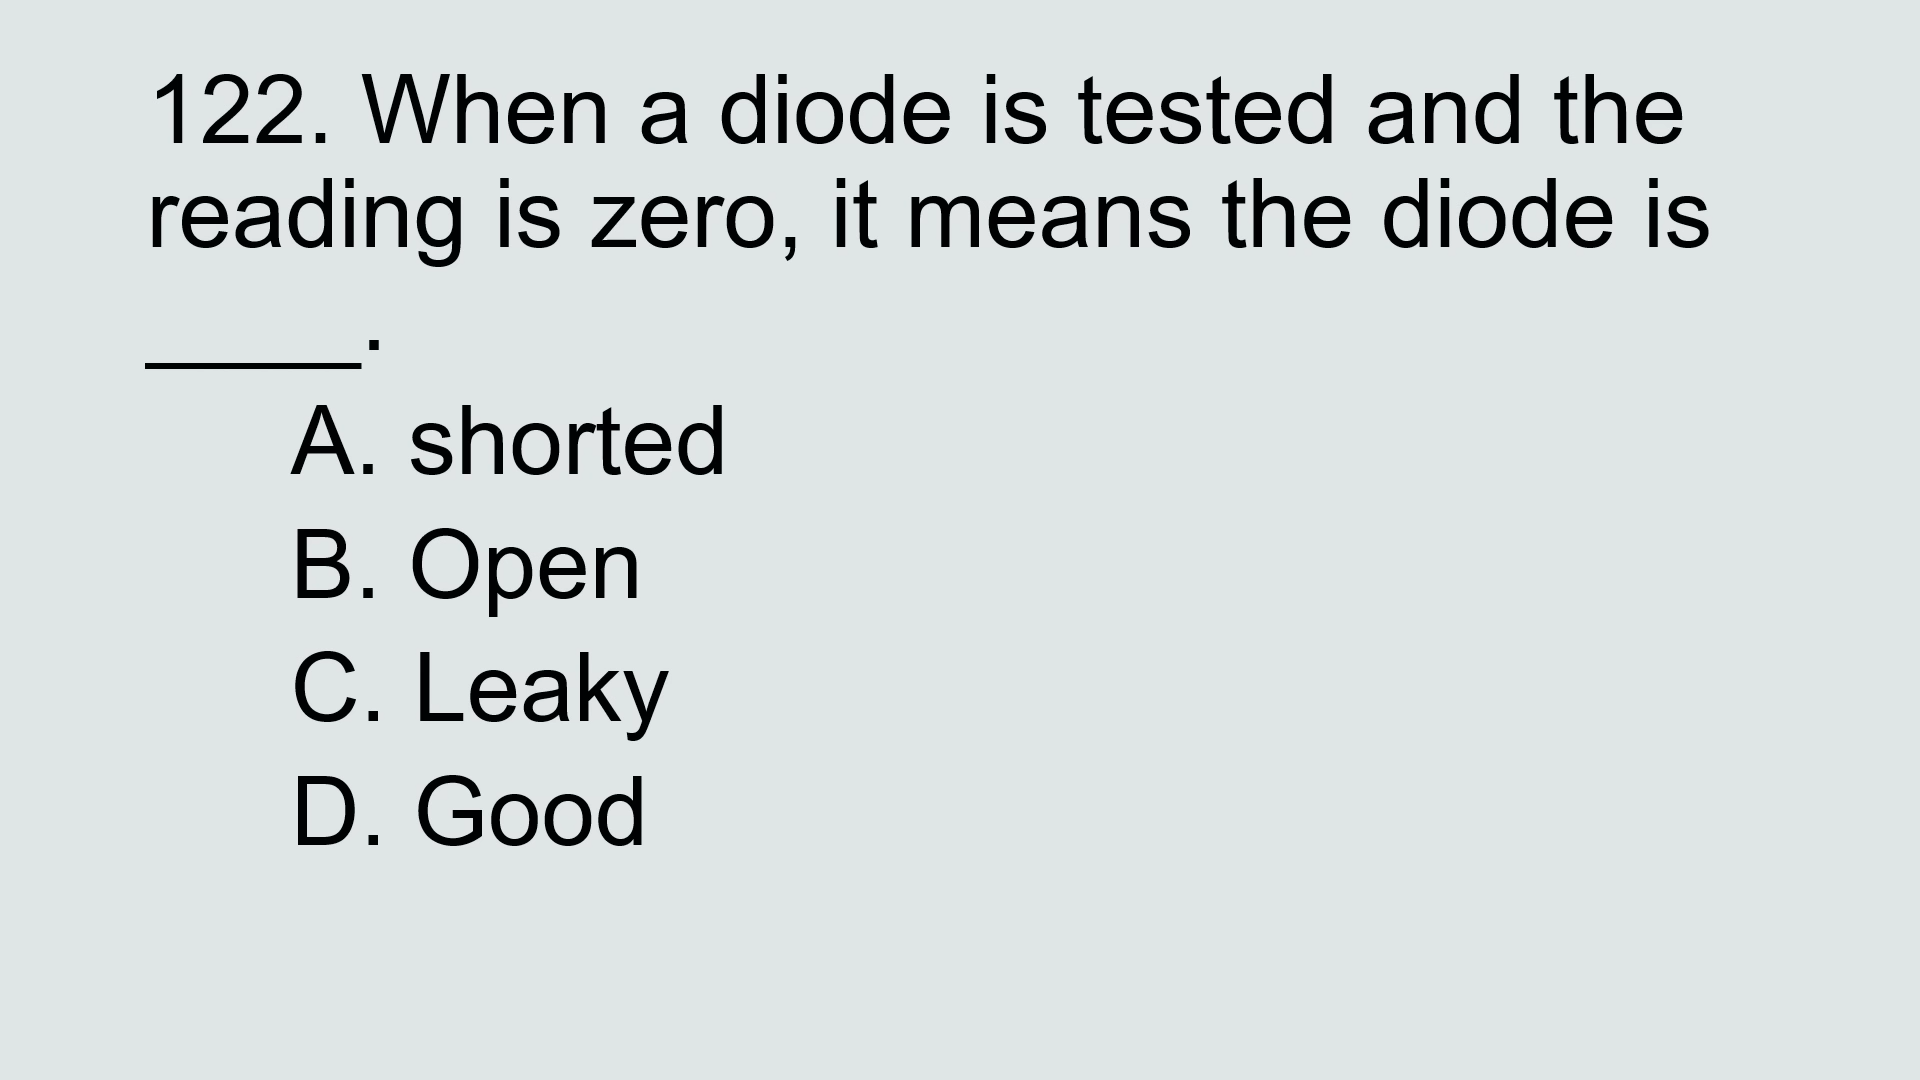 122. When a diode is tested and the
reading is zero, it means the diode is
____.
A. shorted
B. Open
C. Leaky
D. Good